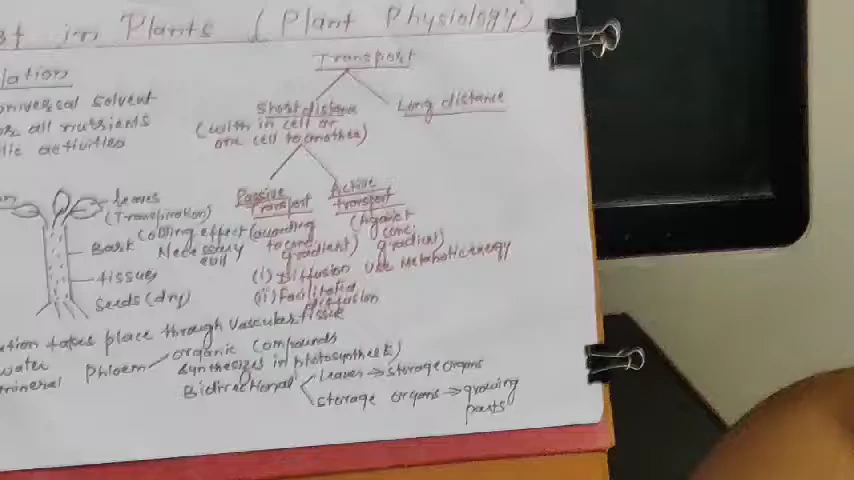 t in Plants (Plant Physiology)
lation
universal solvent
for all nutrients
lic activities
Transport
Short distance
(with in cell or
one cell to another)
Long distance
Passive
transport
(according
to conc.
gradient)
(i) Diffusion
(ii) Facilitated
Diffusion
Active
transport
(Against
conc.
gradient)
Use Metabolic energy
Leaves
(Transpiration)
Cooling effect
Necessary
evil
Bark
tissues
Seeds (dry)
ation takes place through Vascular tissue
water
mineral
Phloem
organic compounds
synthesizes in photosynthesis)
Bidirectional
Leaves → storage organs
storage organs → growing
parts